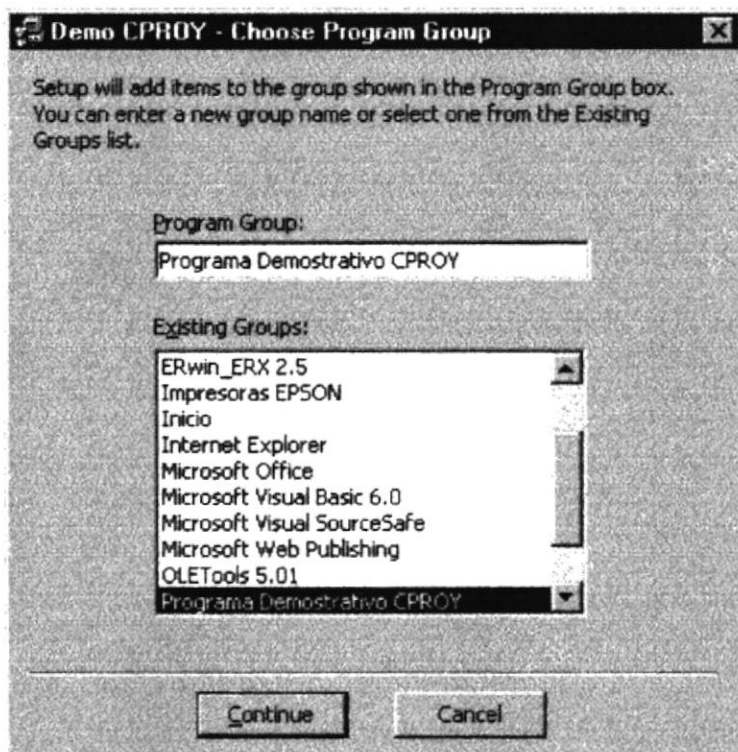 Demo CPROY - Choose Program Group
Setup will add items to the group shown in the Program Group box.
You can enter a new group name or select one from the Existing
Groups list.
Program Group:
Programa Demostrativo CPROY
Existing Groups:
ERwin_ERX 2.5
Impresoras EPSON
Inicio
Internet Explorer
Microsoft Office
Microsoft Visual Basic 6.0
Microsoft Visual SourceSafe
Microsoft Web Publishing
OLETools 5.01
Programa Demostrativo CPROY
Continue
Cancel